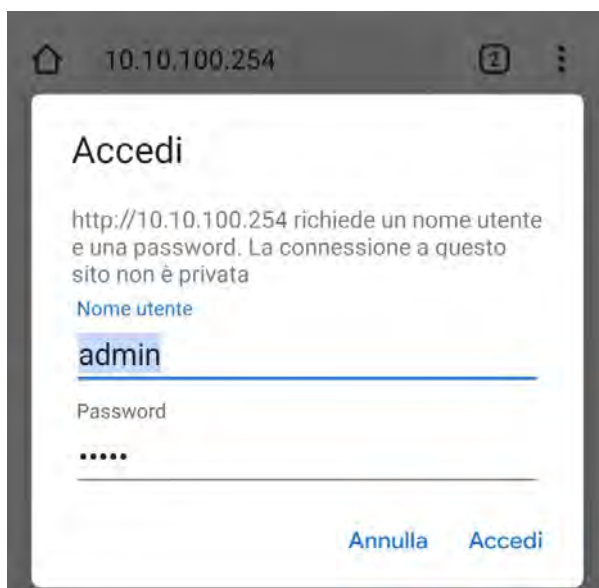 10.10.100.254
2
Accedi
http://10.10.100.254 richiede un nome utente
e una password. La connessione a questo
sito non è privata
Nome utente
admin
Password
•••••
Annulla
Accedi